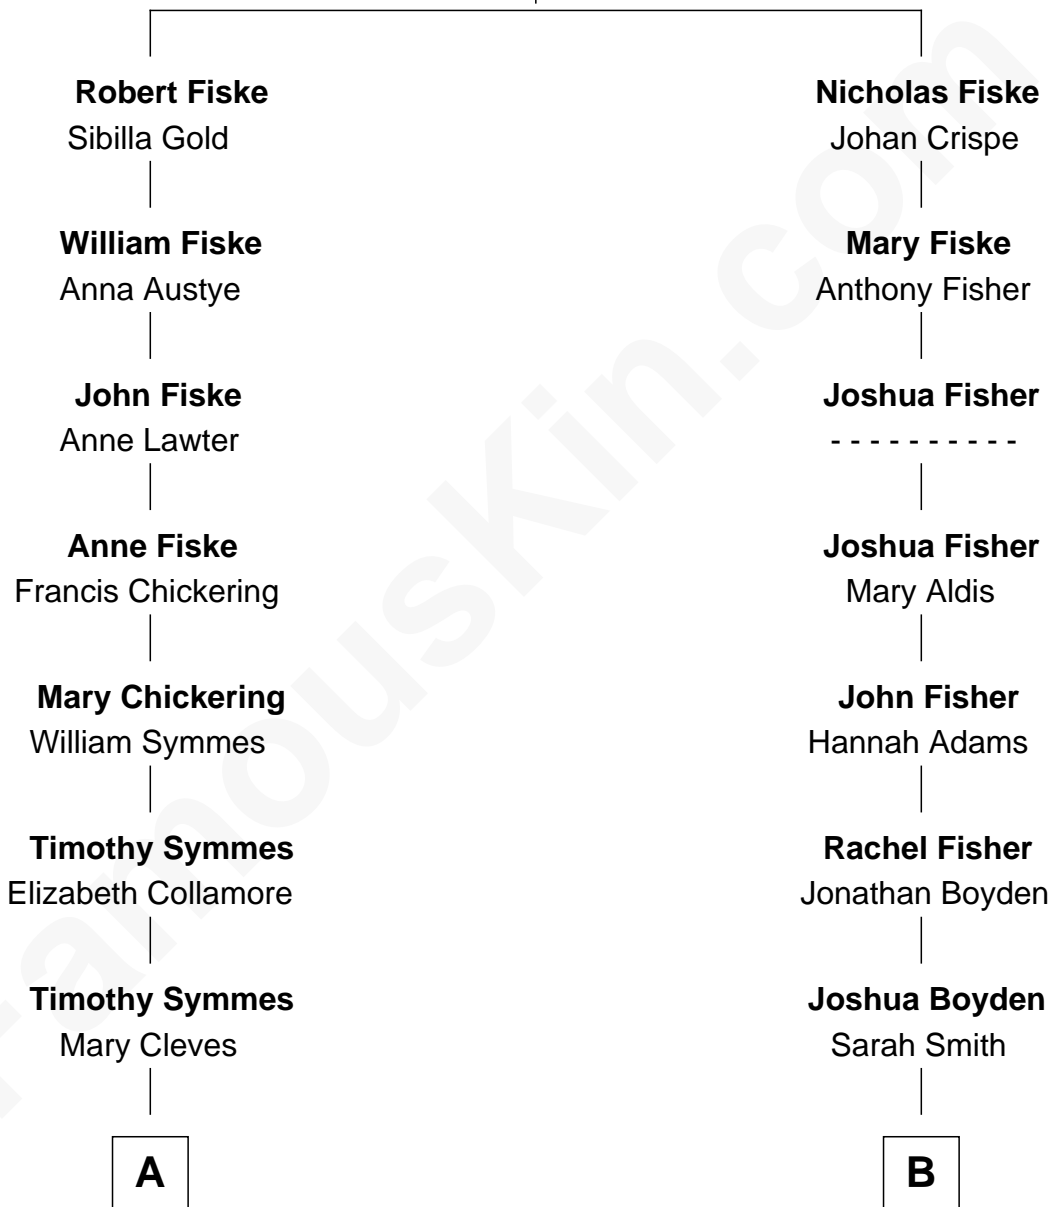 Robert Fiske
Sibilla Gold
William Fiske
Anna Austye
John Fiske
Anne Lawter
Anne Fiske
Francis Chickering
Mary Chickering
William Symmes
Timothy Symmes
Elizabeth Collamore
Timothy Symmes
Mary Cleves
A
Nicholas Fiske
Johan Crispe
Mary Fiske
Anthony Fisher
Joshua Fisher
- - - - - - - - - -
Joshua Fisher
Mary Aldis
John Fisher
Hannah Adams
Rachel Fisher
Jonathan Boyden
Joshua Boyden
Sarah Smith
B
FamousKin.com